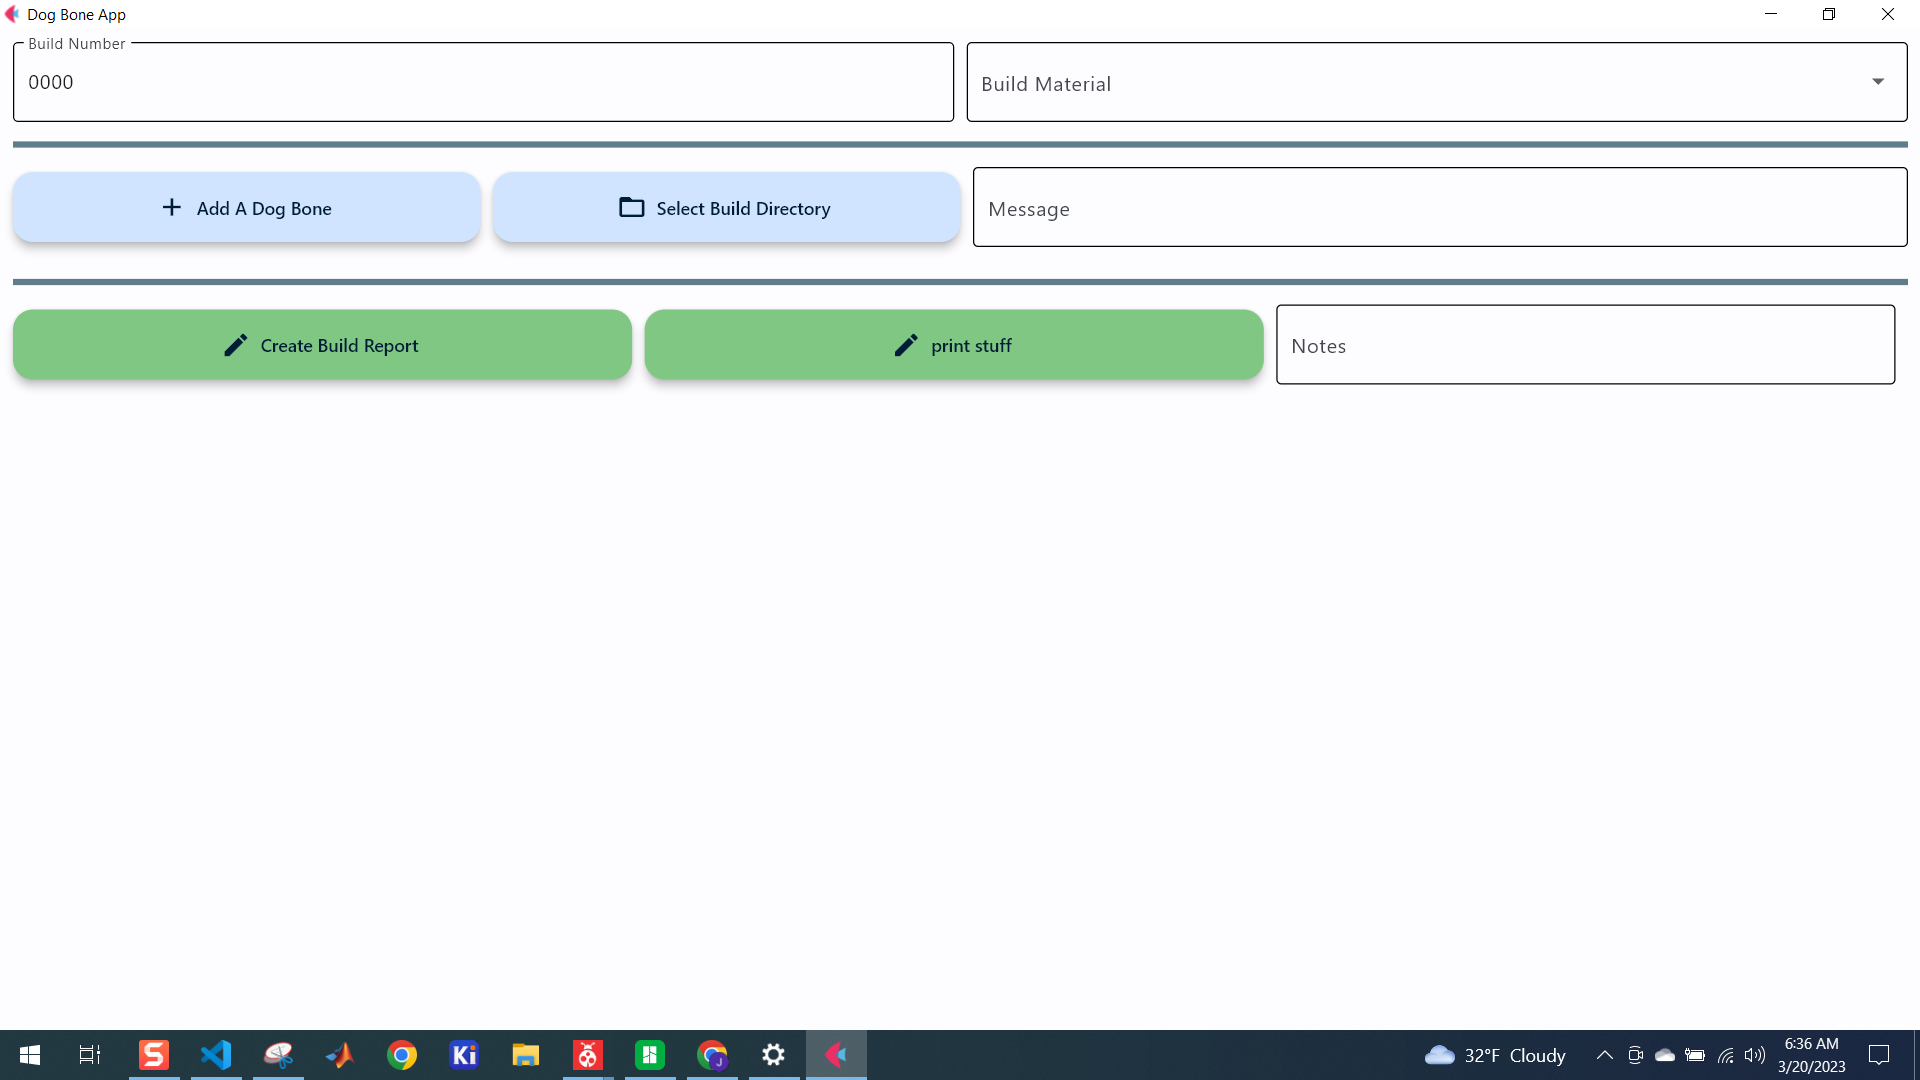 Dog Bone App
Build Number
0000
Build Material
Add A Dog Bone
Select Build Directory
Message
Create Build Report
print stuff
Notes
S
Ki
J
32°F Cloudy
6:36 AM
3/20/2023